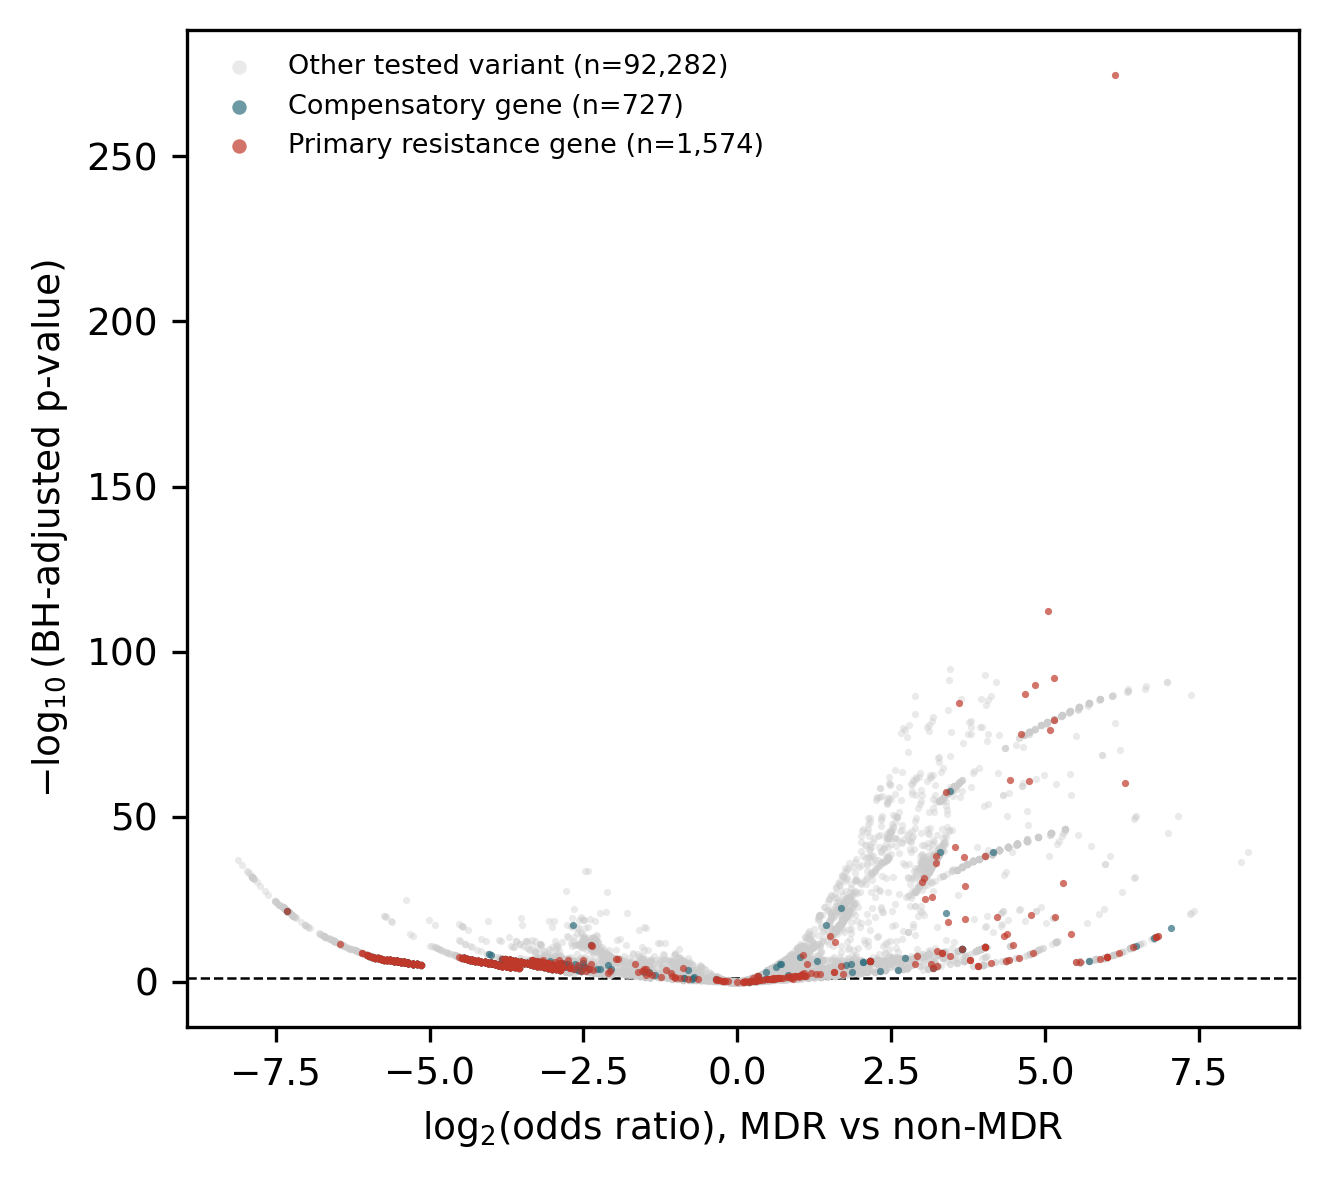 Other tested variant (n=92,282)
Compensatory gene (n=727)
Primary resistance gene (n=1,574)
−log₁₀(BH-adjusted p-value)
250
200
150
100
50
0
−7.5 −5.0 −2.5 0.0 2.5 5.0 7.5
log₂(odds ratio), MDR vs non-MDR